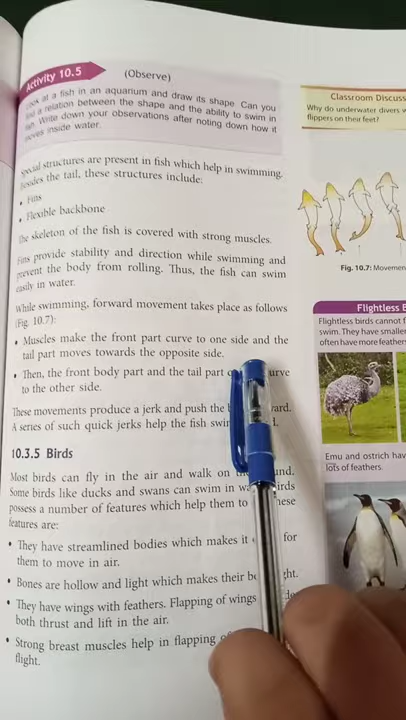 Activity 10.5
(Observe)
at a fish in an aquarium and draw its shape. Can you
a relation between the shape and the ability to swim in
fish. Write down your observations after noting down how it
moves inside water.
Special structures are present in fish which help in swimming.
Besides the tail, these structures include:
• Fins
• Flexible backbone
The skeleton of the fish is covered with strong muscles.
Fins provide stability and direction while swimming and
prevent the body from rolling. Thus, the fish can swim
easily in water.
While swimming, forward movement takes place as follows
(Fig. 10.7):
• Muscles make the front part curve to one side and the
tail part moves towards the opposite side.
• Then, the front body part and the tail part
to the other side.
These movements produce a jerk and push the
A series of such quick jerks help the fish
10.3.5 Birds
Most birds can fly in the air and walk on
Some birds like ducks and swans can swim in
possess a number of features which help them to
features are:
• They have streamlined bodies which makes it for
them to move in air.
• Bones are hollow and light which makes their
• They have wings with feathers. Flapping of wings
both thrust and lift in the air.
• Strong breast muscles help in flapping
flight.
Classroom
Why do underwater divers
flippers on their feet?
Fig. 10.7:
Flightless
Flightless birds cannot
swim. They have
often have more
Emu and ostrich
lots of feathers.